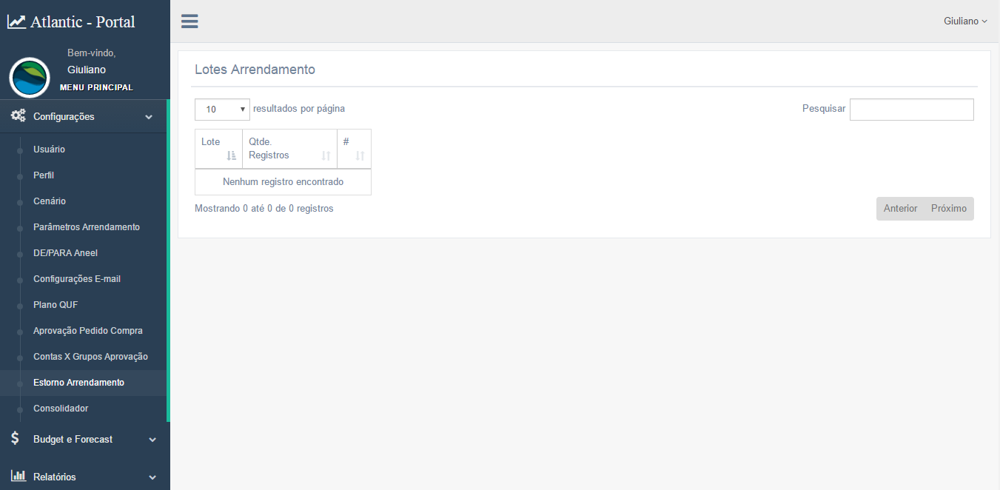 Atlantic - Portal
Giuliano
Bem-vindo,
Giuliano
MENU PRINCIPAL
Configurações
Usuário
Perfil
Cenário
Parâmetros Arrendamento
DE/PARA Aneel
Configurações E-mail
Plano QUF
Aprovação Pedido Compra
Contas X Grupos Aprovação
Estorno Arrendamento
Consolidador
Budget e Forecast
Relatórios
Lotes Arrendamento
10 resultados por página
Pesquisar
Lote
Qtde.
Registros
#
Nenhum registro encontrado
Mostrando 0 até 0 de 0 registros
Anterior Próximo